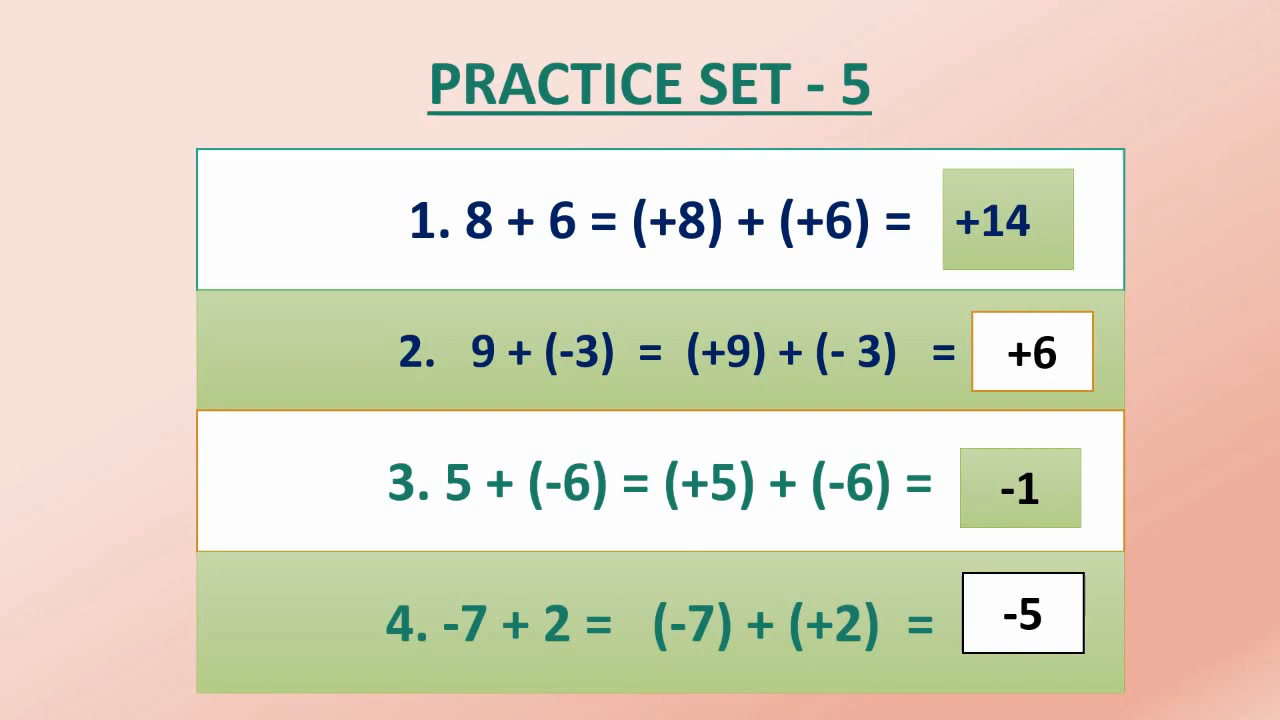 PRACTICE SET - 5
1. 8 + 6 = (+8) + (+6) = +14
2. 9 + (-3) = (+9) + (- 3) = +6
3. 5 + (-6) = (+5) + (-6) = -1
4. -7 + 2 = (-7) + (+2) = -5